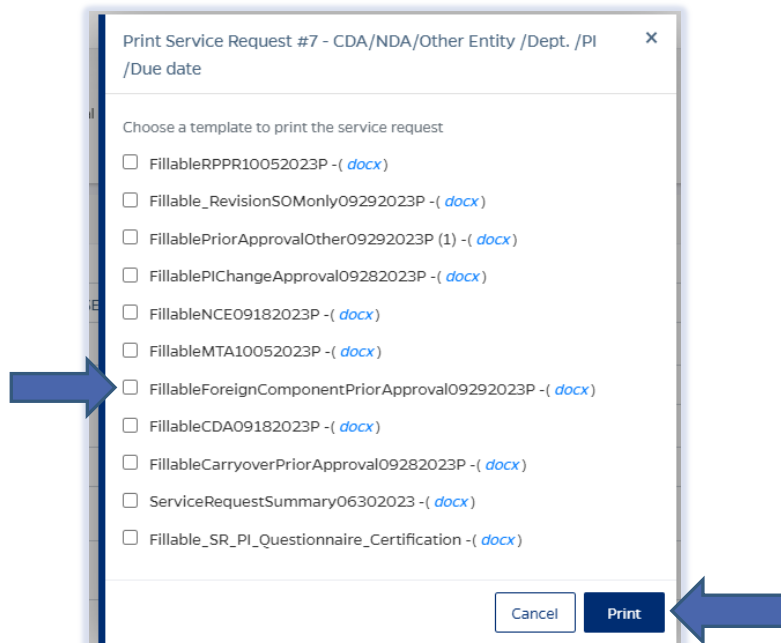 Print Service Request #7 - CDA/NDA/Other Entity /Dept. /PI
/Due date
×
Choose a template to print the service request
FillableRPPR10052023P -( docx )
Fillable_RevisionSOMonly09292023P -( docx )
FillablePriorApprovalOther09292023P (1) -( docx )
FillablePIChangeApproval09282023P -( docx )
FillableNCE09182023P -( docx )
FillableMTA10052023P -( docx )
FillableForeignComponentPriorApproval09292023P -( docx )
FillableCDA09182023P -( docx )
FillableCarryoverPriorApproval09282023P -( docx )
ServiceRequestSummary06302023 -( docx )
Fillable_SR_PI_Questionnaire_Certification -( docx )
Cancel
Print